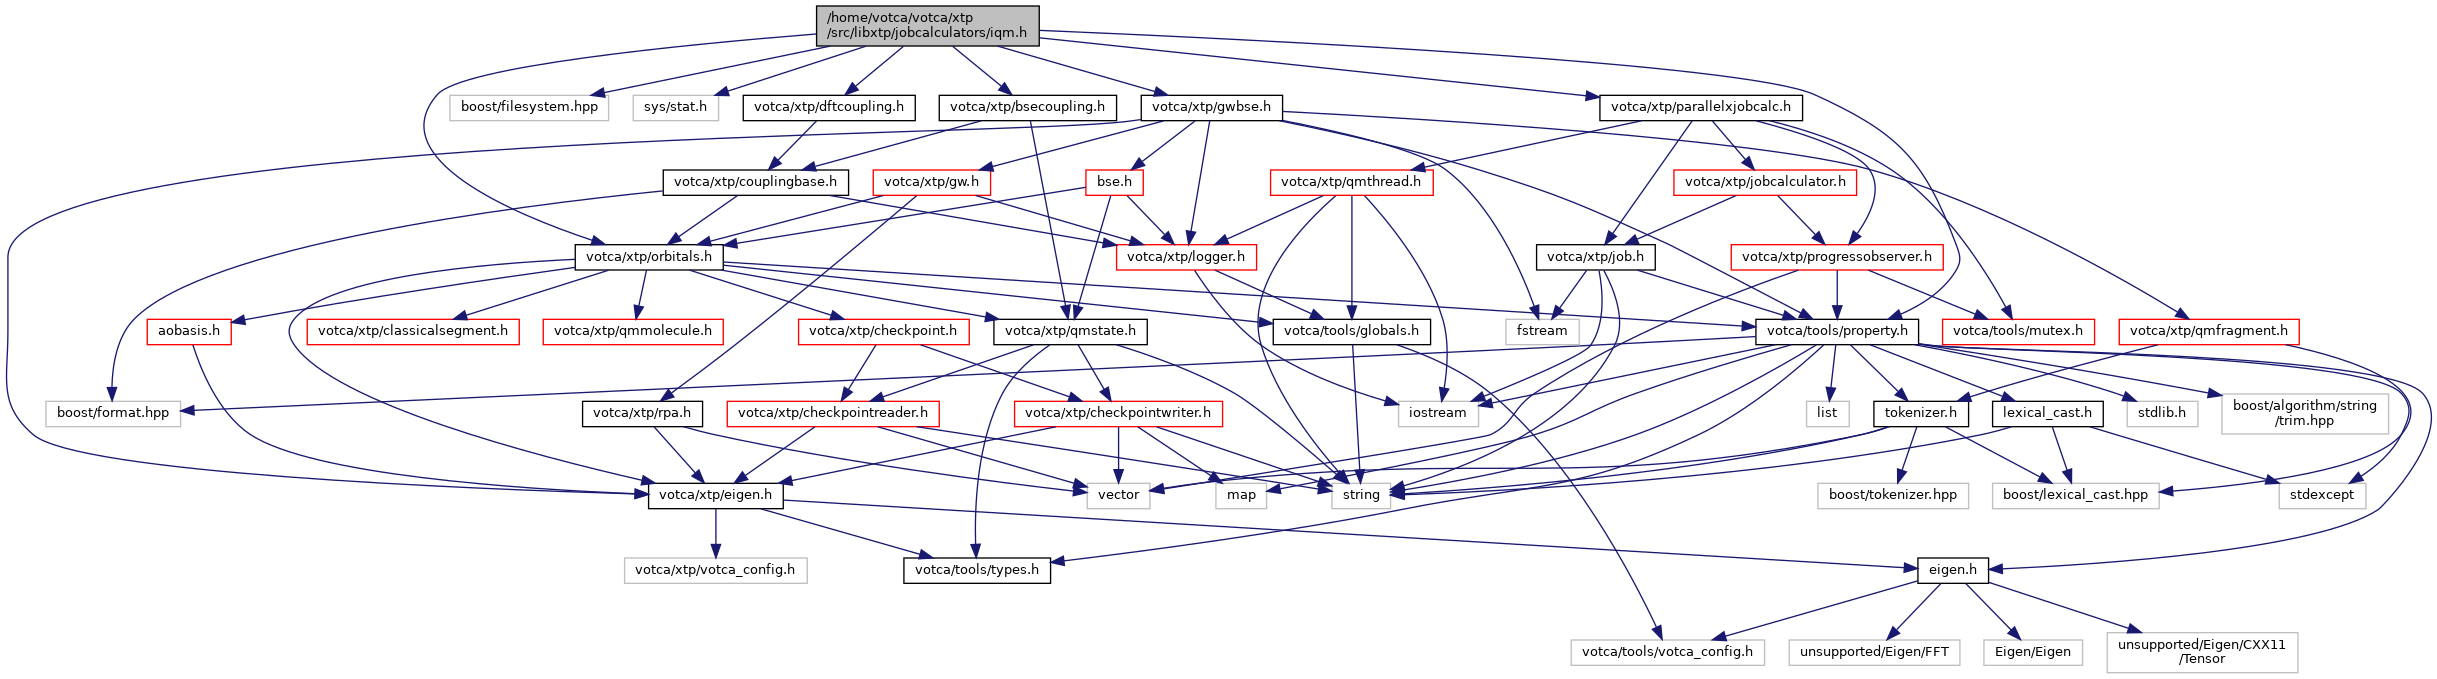 /home/votca/votca/xtp
/src/libxtp/jobcalculators/iqm.h
boost/filesystem.hpp
sys/stat.h
votca/xtp/dftcoupling.h
votca/xtp/bsecoupling.h
votca/xtp/gwbse.h
votca/xtp/parallelxjobcalc.h
votca/xtp/couplingbase.h
votca/xtp/gw.h
bse.h
votca/xtp/qmthread.h
votca/xtp/jobcalculator.h
votca/xtp/orbitals.h
votca/xtp/logger.h
votca/xtp/job.h
votca/xtp/progressobserver.h
aobasis.h
votca/xtp/classicalsegment.h
votca/xtp/qmmolecule.h
votca/xtp/checkpoint.h
votca/xtp/qmstate.h
votca/tools/globals.h
fstream
votca/tools/property.h
votca/tools/mutex.h
votca/xtp/qmfragment.h
boost/format.hpp
votca/xtp/rpa.h
votca/xtp/checkpointreader.h
votca/xtp/checkpointwriter.h
iostream
list
tokenizer.h
lexical_cast.h
stdlib.h
boost/algorithm/string
/trim.hpp
votca/xtp/eigen.h
vector
map
string
boost/tokenizer.hpp
boost/lexical_cast.hpp
stdexcept
votca/xtp/votca_config.h
votca/tools/types.h
eigen.h
votca/tools/votca_config.h
unsupported/Eigen/FFT
Eigen/Eigen
unsupported/Eigen/CXX11
/Tensor